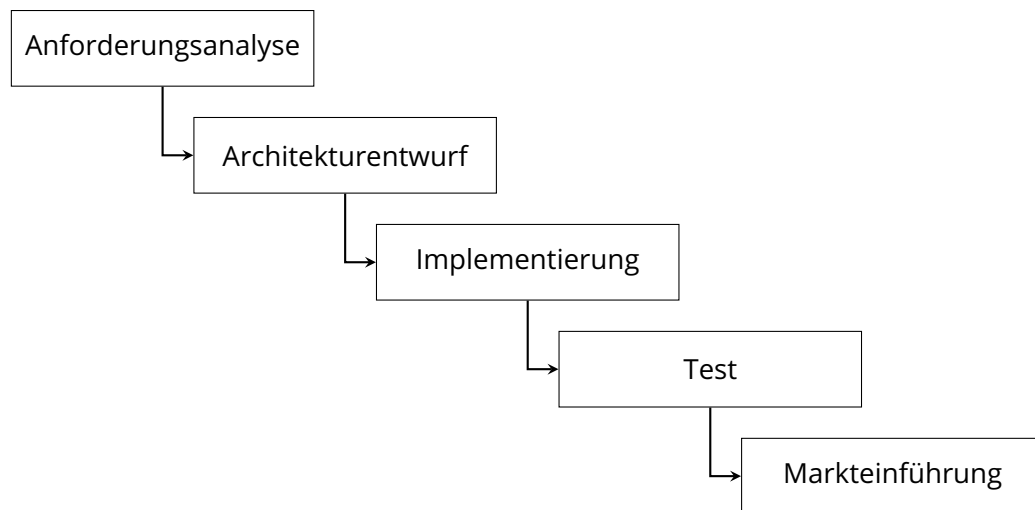 Anforderungsanalyse
Architekturentwurf
Implementierung
Test
Markteinführung